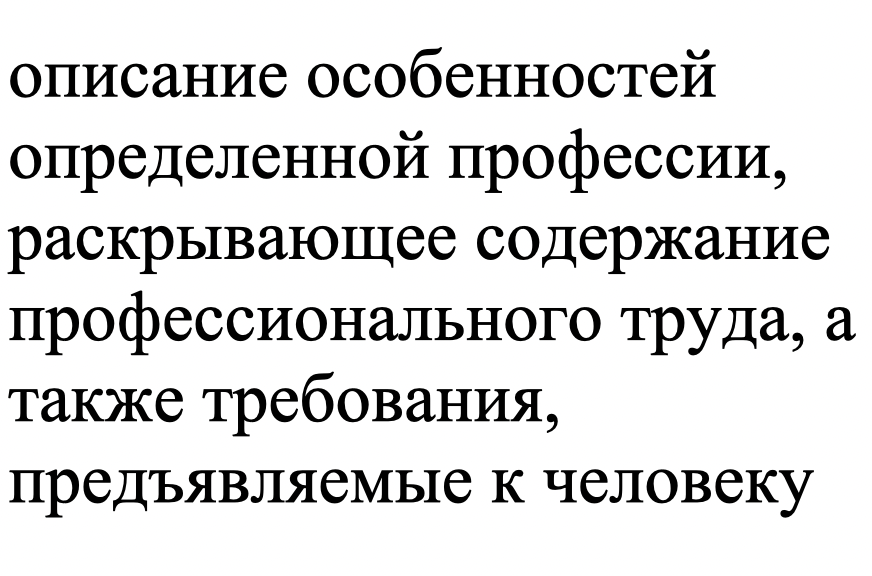 описание особенностей
определенной профессии,
раскрывающее содержание
профессионального труда, а
также требования,
предъявляемые к человеку